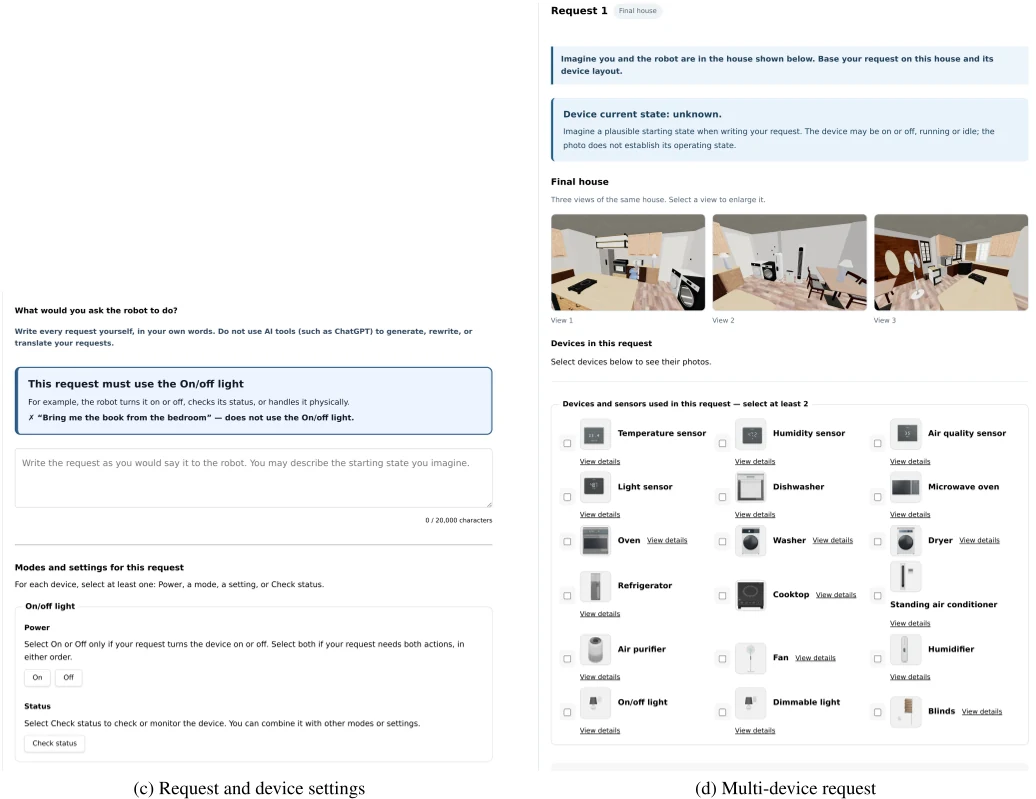 What would you ask the robot to do?
Write every request yourself, in your own words. Do not use AI tools (such as ChatGPT) to generate, rewrite, or
translate your requests.
This request must use the On/off light
For example, the robot turns it on or off, checks its status, or handles it physically.
✗ “Bring me the book from the bedroom” — does not use the On/off light.
Write the request as you would say it to the robot. You may describe the starting state you imagine.
0 / 20,000 characters
Modes and settings for this request
For each device, select at least one: Power, a mode, a setting, or Check status.
On/off light
Power
Select On or Off only if your request turns the device on or off. Select both if your request needs both actions, in
either order.
On Off
Status
Select Check status to check or monitor the device. You can combine it with other modes or settings.
Check status
(c) Request and device settings
Request 1 Final house
Imagine you and the robot are in the house shown below. Base your request on this house and its
device layout.
Device current state: unknown.
Imagine a plausible starting state when writing your request. The device may be on or off, running or idle; the
photo does not establish its operating state.
Final house
Three views of the same house. Select a view to enlarge it.
View 1 View 2 View 3
Devices in this request
Select devices below to see their photos.
Devices and sensors used in this request — select at least 2
Temperature sensor Humidity sensor Air quality sensor
View details View details View details
Light sensor Dishwasher Microwave oven
View details View details View details
Oven View details Washer View details Dryer View details
Refrigerator Cooktop View details Standing air conditioner
View details View details
Air purifier Fan View details Humidifier
View details View details
On/off light Dimmable light Blinds View details
View details View details
(d) Multi-device request